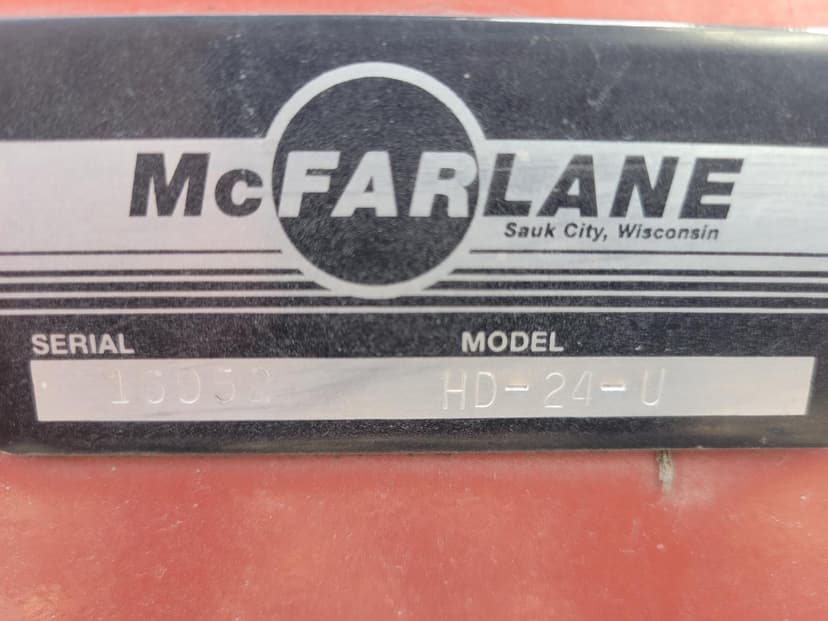 McFARLANE
Sauk City, Wisconsin
SERIAL MODEL
HD-24-U